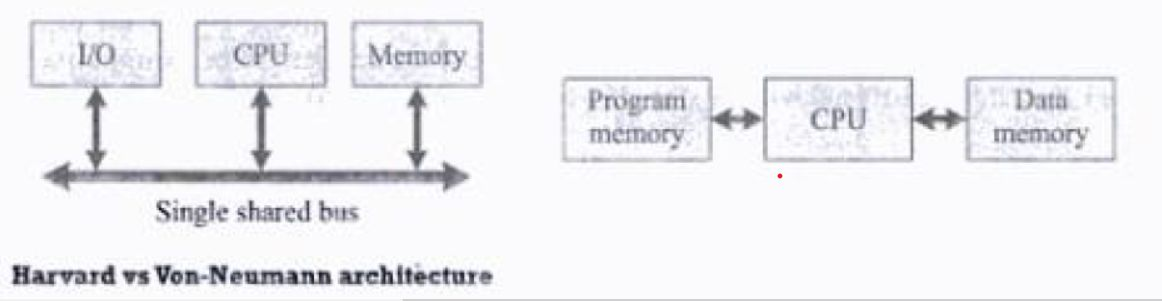 I/O CPU Memory
Single shared bus
Program memory
CPU
Data memory
Harvard vs Von-Neumann architecture